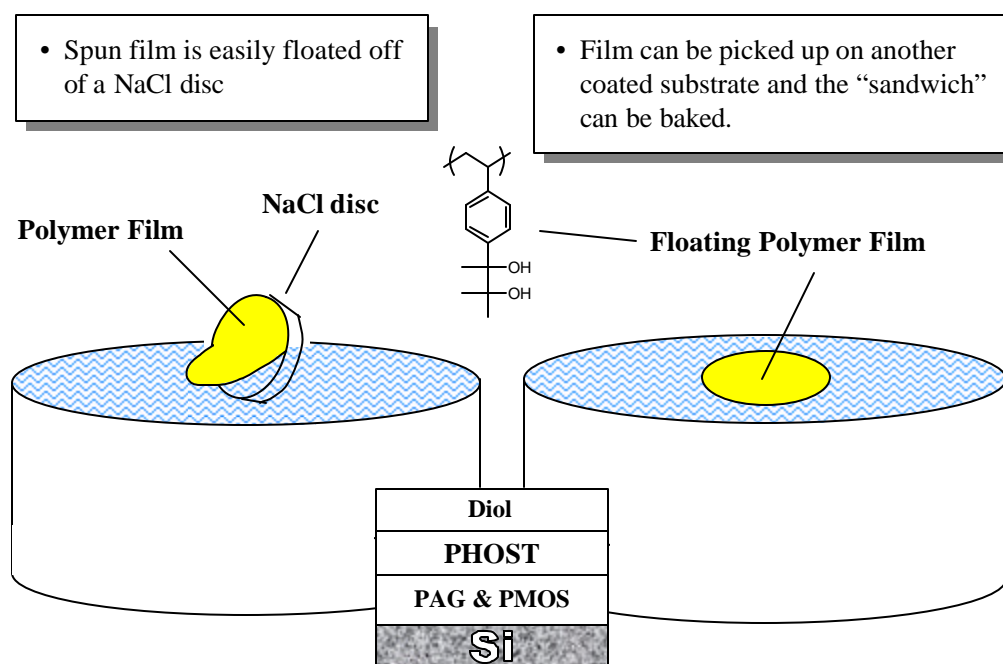 • Spun film is easily floated off
of a NaCl disc
• Film can be picked up on another
coated substrate and the “sandwich”
can be baked.
NaCl disc
Polymer Film
OH
OH
Floating Polymer Film
Diol
PHOST
PAG & PMOS
Si